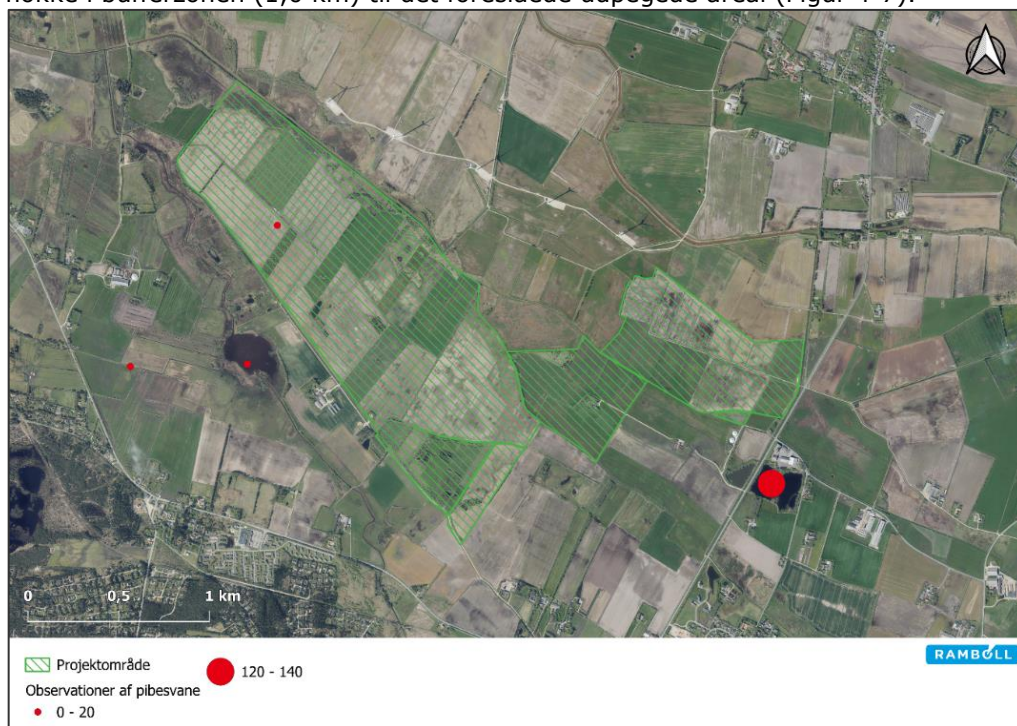 0 0,5 1 km
Projektområde
120 - 140
RAMBOLL
Observationer af pibesvane
0 - 20